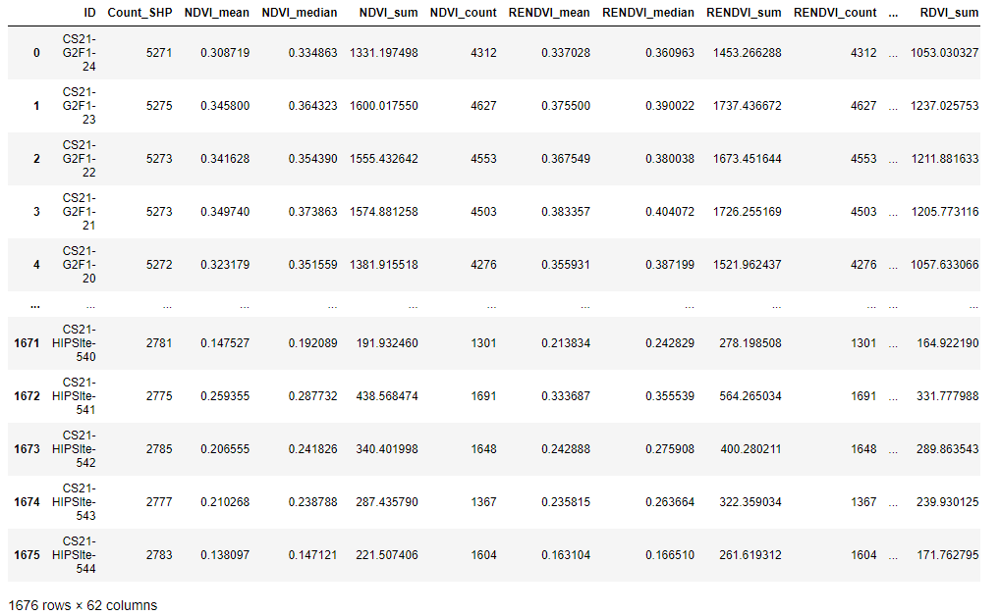 ID Count_SHP NDVI_mean NDVI_median NDVI_sum NDVI_count RENDVI_mean RENDVI_median RENDVI_sum RENDVI_count ... RDVI_sum
0 CS21-G2F1-24 5271 0.308719 0.334863 1331.197498 4312 0.337028 0.360963 1453.266288 4312 ... 1053.030327
1 CS21-G2F1-23 5275 0.345800 0.364323 1600.017550 4627 0.375500 0.390022 1737.436672 4627 ... 1237.025753
2 CS21-G2F1-22 5273 0.341628 0.354390 1555.432642 4553 0.367549 0.380038 1673.451644 4553 ... 1211.881633
3 CS21-G2F1-21 5273 0.349740 0.373863 1574.881258 4503 0.383357 0.404072 1726.255169 4503 ... 1205.773116
4 CS21-G2F1-20 5272 0.323179 0.351559 1381.915518 4276 0.355931 0.387199 1521.962437 4276 ... 1057.633066
... ... ... ... ... ... ... ... ... ... ... ... ...
1671 CS21-HIPSIte-540 2781 0.147527 0.192089 191.932460 1301 0.213834 0.242829 278.198508 1301 ... 164.922190
1672 CS21-HIPSIte-541 2775 0.259355 0.287732 438.568474 1691 0.333687 0.355539 564.265034 1691 ... 331.777988
1673 CS21-HIPSIte-542 2785 0.206555 0.241826 340.401998 1648 0.242888 0.275908 400.280211 1648 ... 289.863543
1674 CS21-HIPSIte-543 2777 0.210268 0.238788 287.435790 1367 0.235815 0.263664 322.359034 1367 ... 239.930125
1675 CS21-HIPSIte-544 2783 0.138097 0.147121 221.507406 1604 0.163104 0.166510 261.619312 1604 ... 171.762795
1676 rows × 62 columns